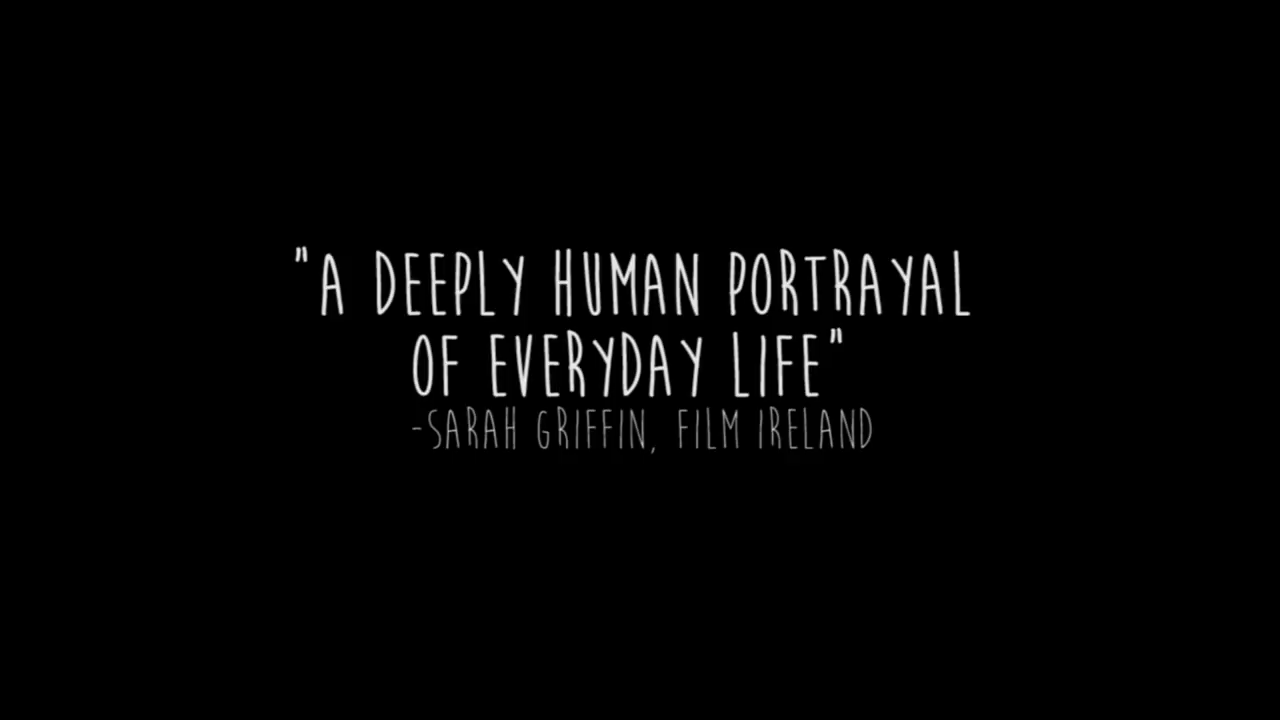 "A DEEPLY HUMAN PORTRAYAL
OF EVERYDAY LIFE"
-SARAH GRIFFIN, FILM IRELAND